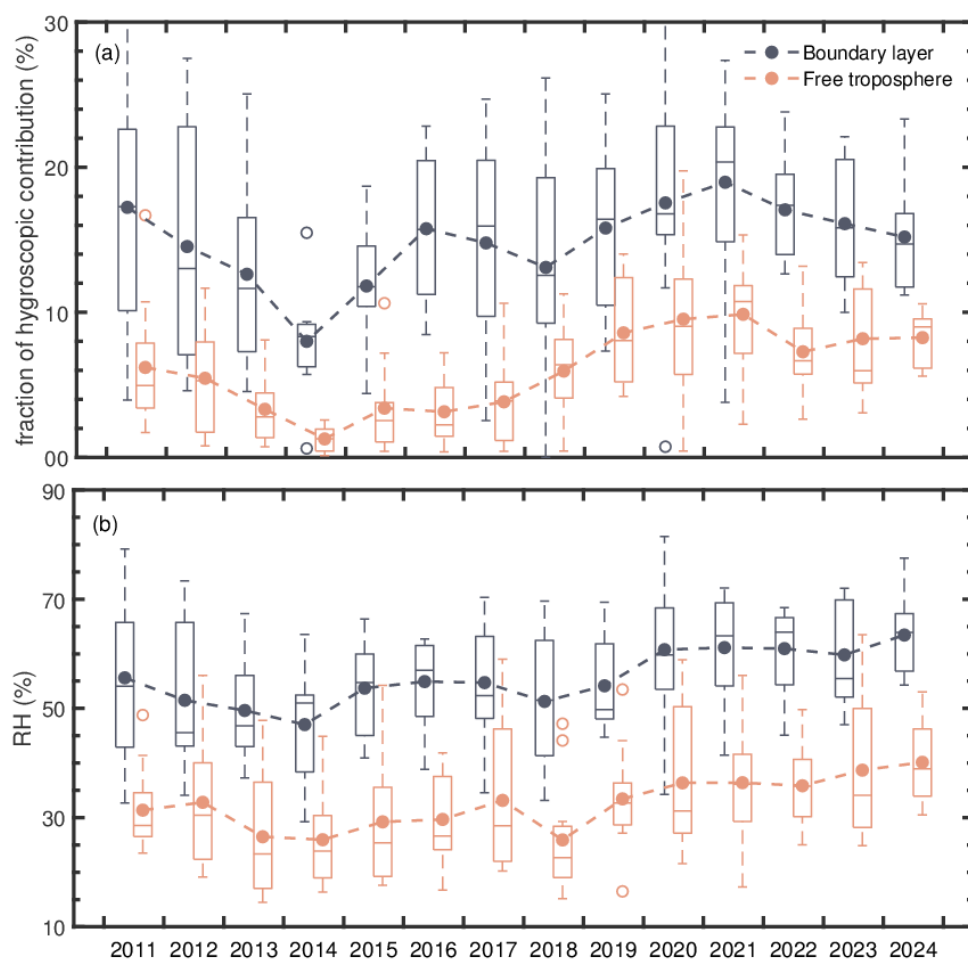 30
(a)
Boundary layer
Free troposphere
20
10
00
fraction of hygroscopic contribution (%)
90
(b)
70
50
30
10
RH (%)
2011 2012 2013 2014 2015 2016 2017 2018 2019 2020 2021 2022 2023 2024